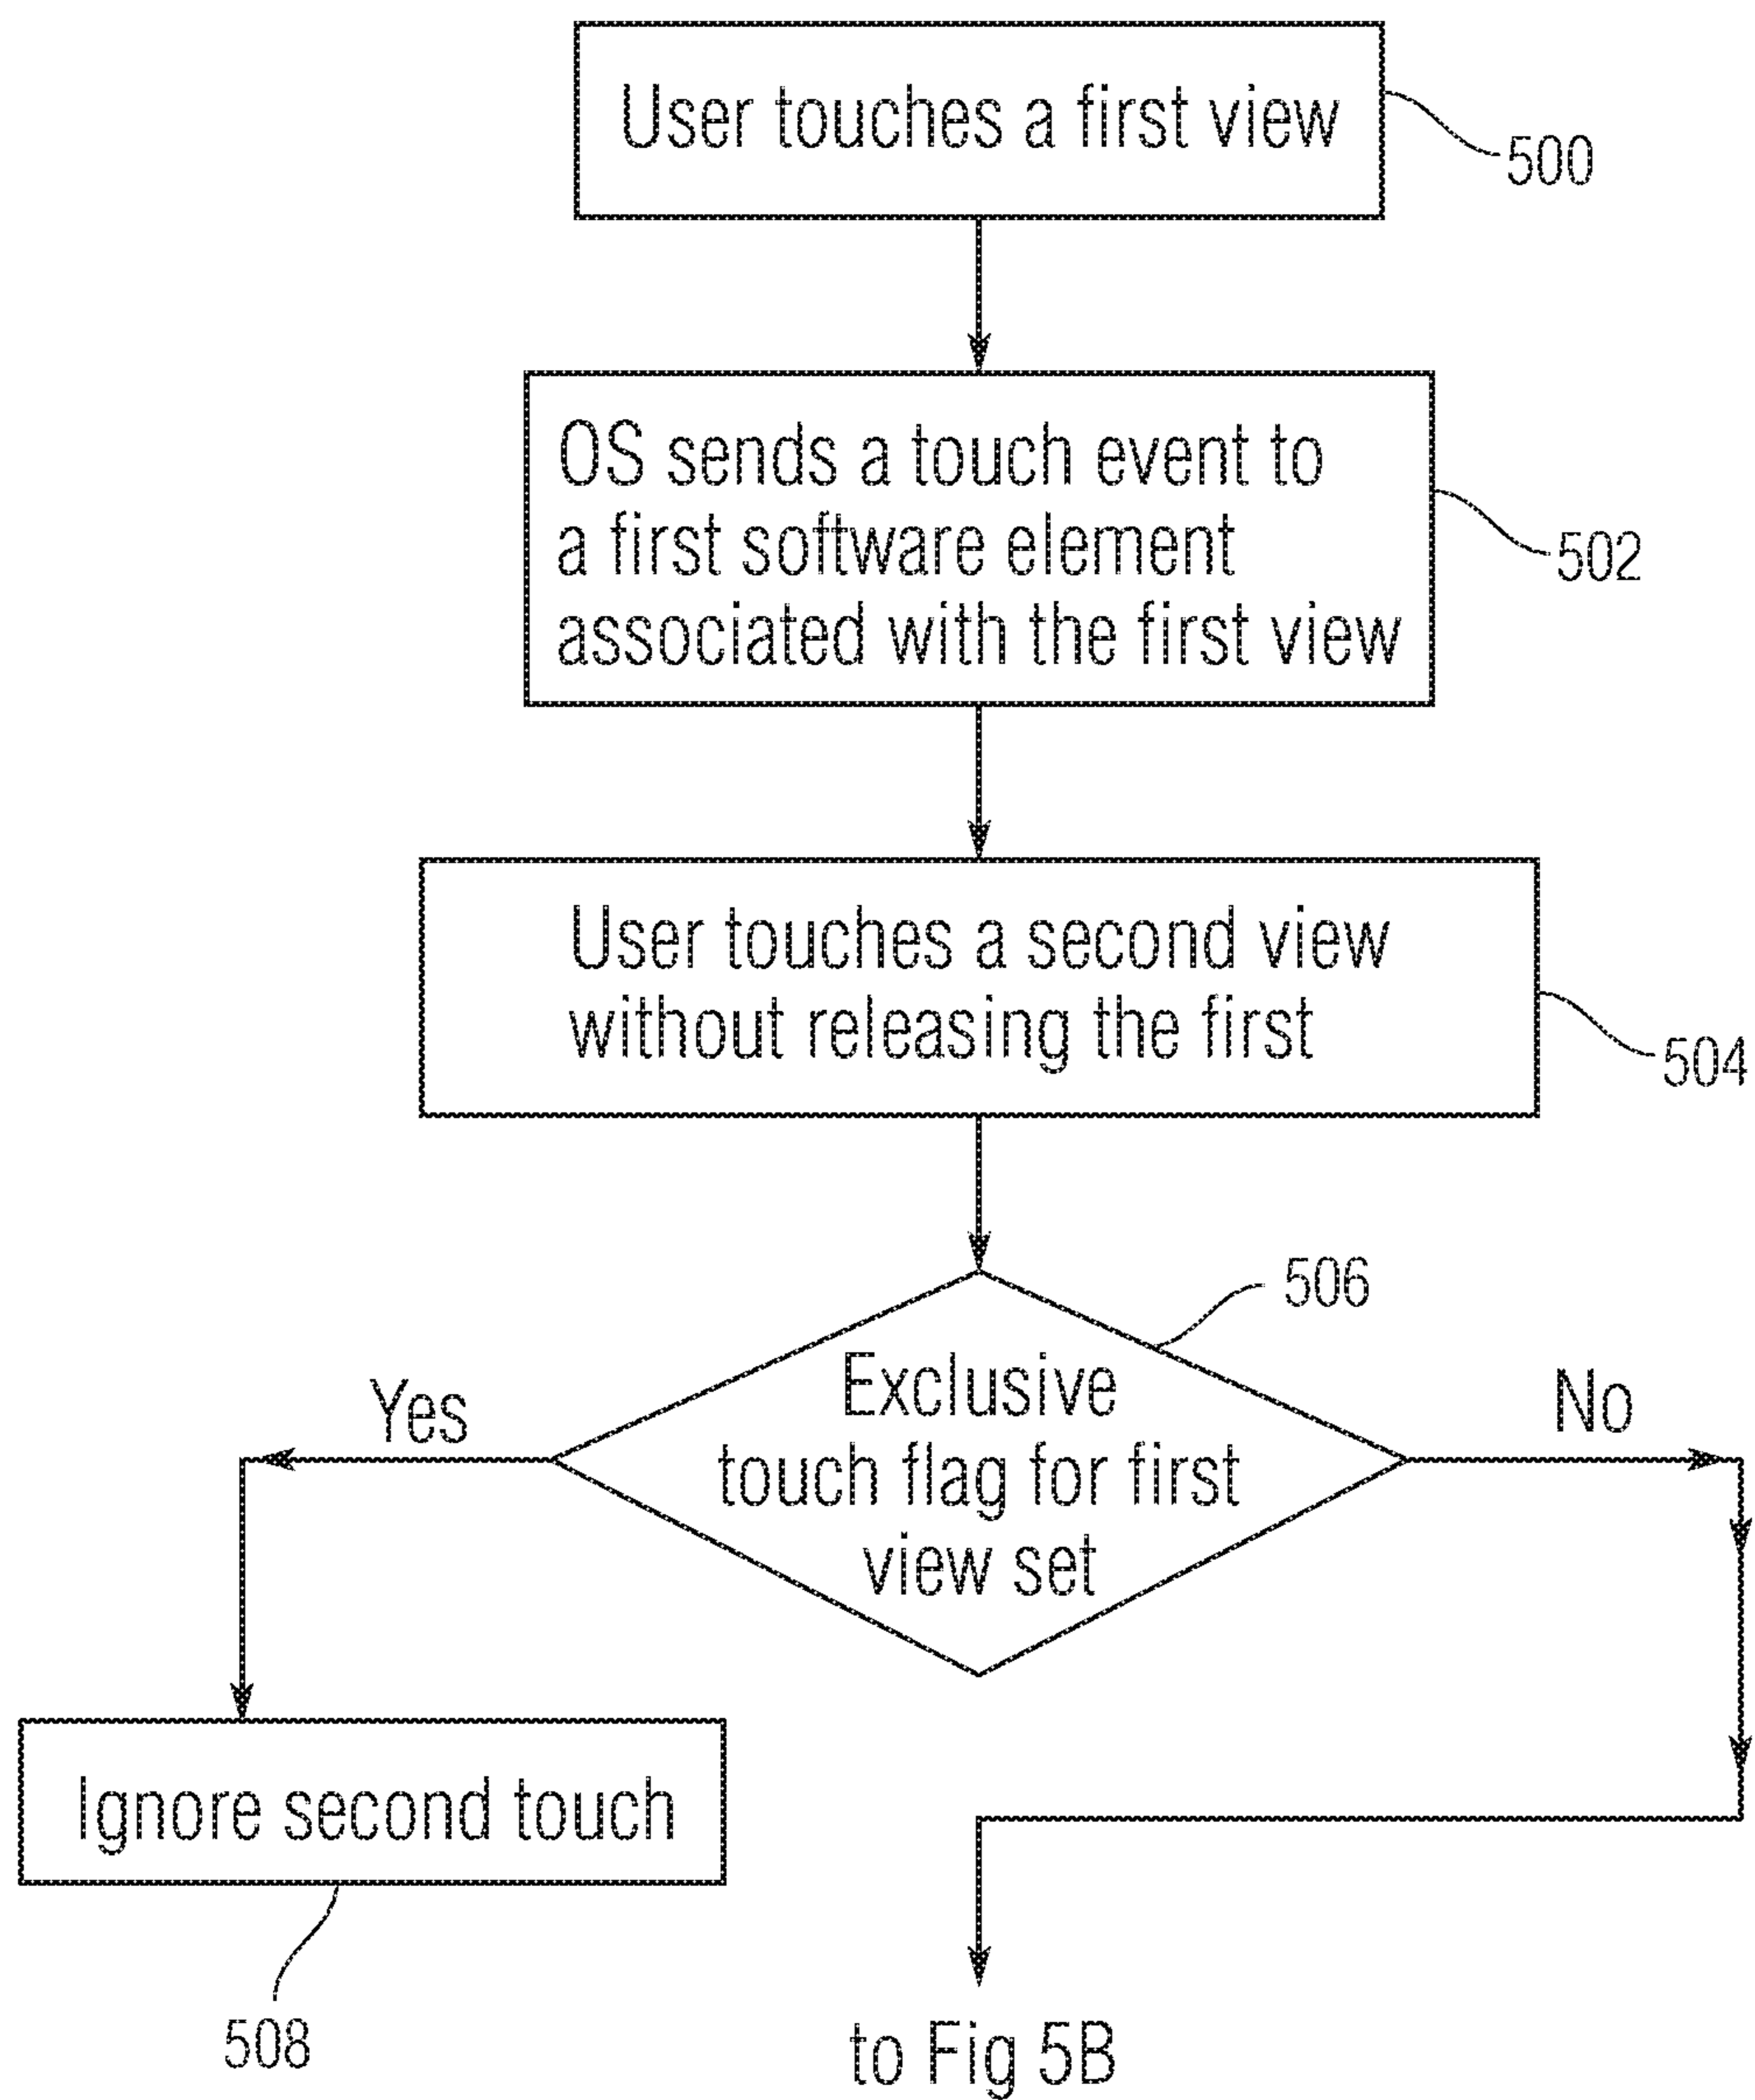 User touches a first view
500
OS sends a touch event to
a first software element
associated with the first view
502
User touches a second view
without releasing the first
504
506
Exclusive
touch flag for first
view set
Yes
No
Ignore second touch
508
to Fig 5B